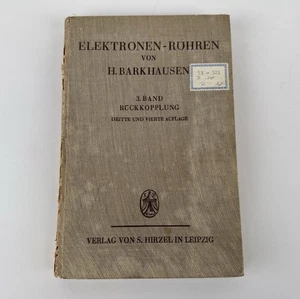 ELEKTRONEN-RÖHREN
VON
H. BARKHAUSEN
3. BAND
RÜCKKOPPLUNG
DRITTE UND VIERTE AUFLAGE
VERLAG VON S. HIRZEL IN LEIPZIG